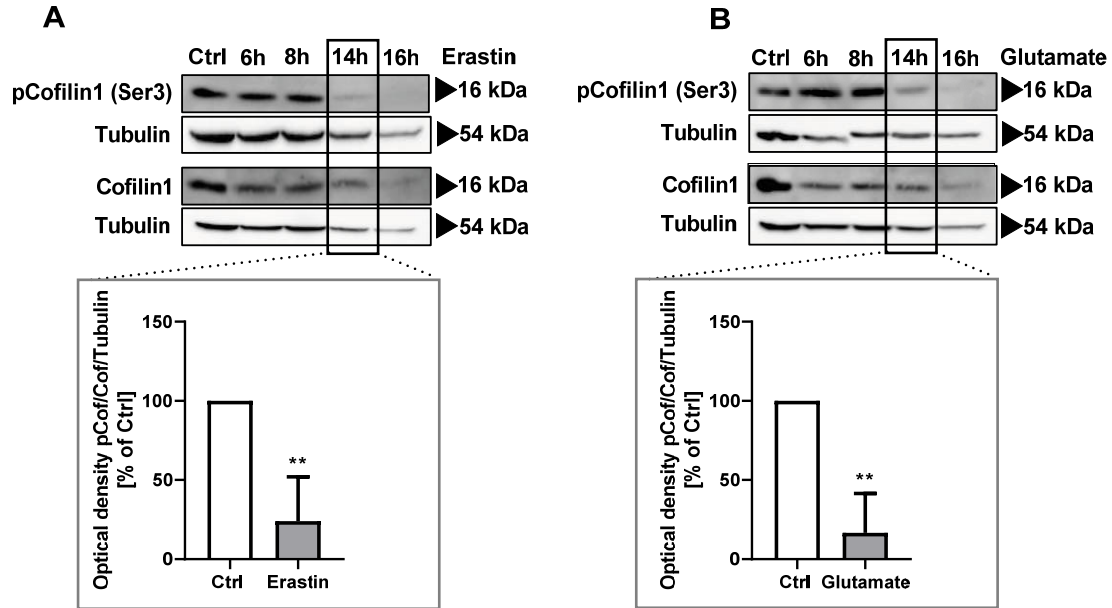 A
Ctrl 6h 8h 14h 16h Erastin
pCofilin1 (Ser3) 16 kDa
Tubulin 54 kDa
Cofilin1 16 kDa
Tubulin 54 kDa
Optical density pCof/Cof/Tubulin
[% of Ctrl]
150
100
50
0
**
Ctrl Erastin
B
Ctrl 6h 8h 14h 16h Glutamate
pCofilin1 (Ser3) 16 kDa
Tubulin 54 kDa
Cofilin1 16 kDa
Tubulin 54 kDa
Optical density pCof/Cof/Tubulin
[% of Ctrl]
150
100
50
0
**
Ctrl Glutamate